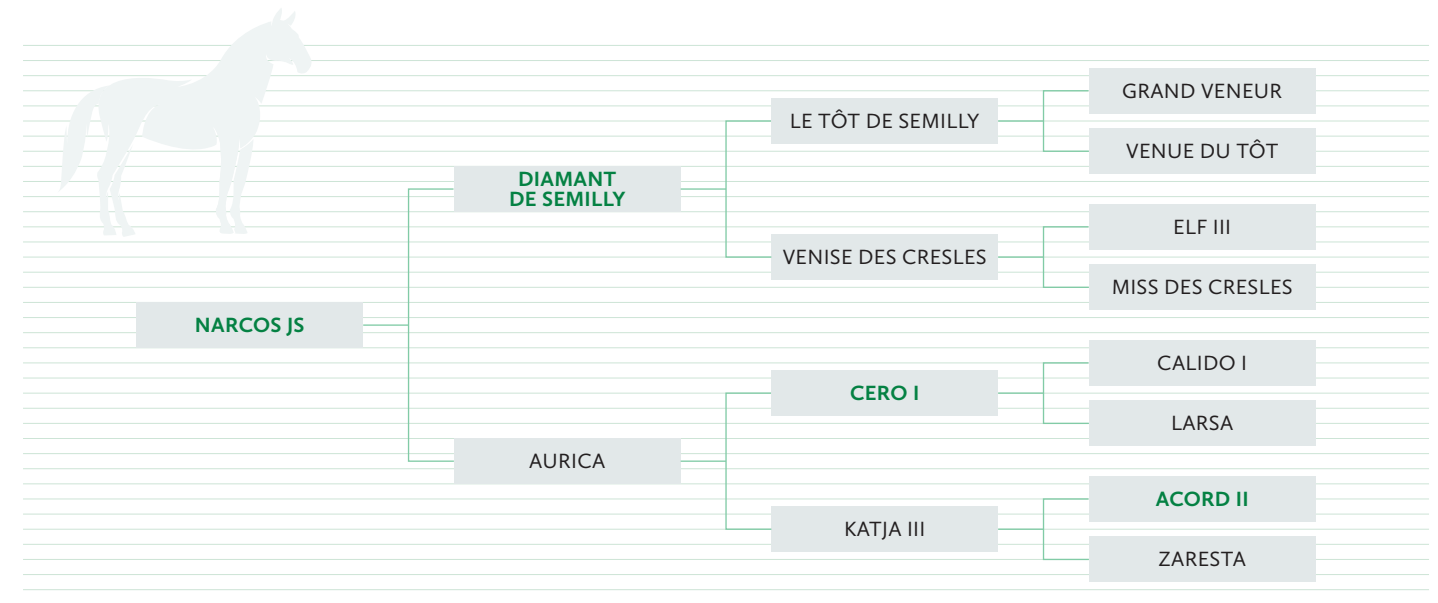 GRAND VENEUR
LE TÔT DE SEMILLY
VENUE DU TÔT
DIAMANT
DE SEMILLY
ELF III
VENISE DES CRESLES
MISS DES CRESLES
NARCOS JS
CALIDO I
CERO I
LARSA
AURICA
ACORD II
KATJA III
ZARESTA